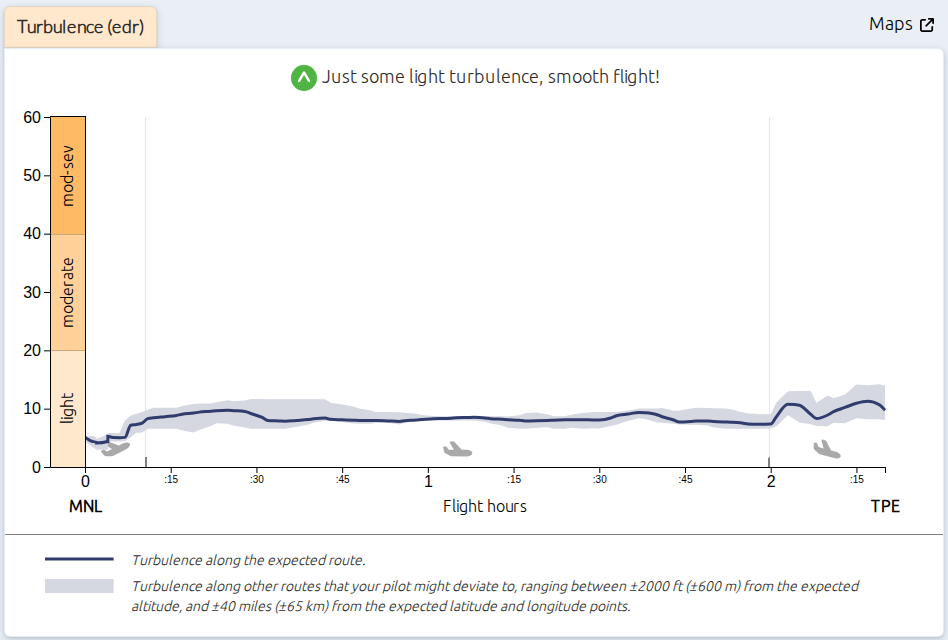 Turbulence (edr)
Maps
Just some light turbulence, smooth flight!
60
50
40
30
20
10
0
mod-sev
moderate
light
0 :15 :30 :45 1 :15 :30 :45 2 :15
MNL Flight hours TPE
Turbulence along the expected route.
Turbulence along other routes that your pilot might deviate to, ranging between ±2000 ft (±600 m) from the expected
altitude, and ±40 miles (±65 km) from the expected latitude and longitude points.